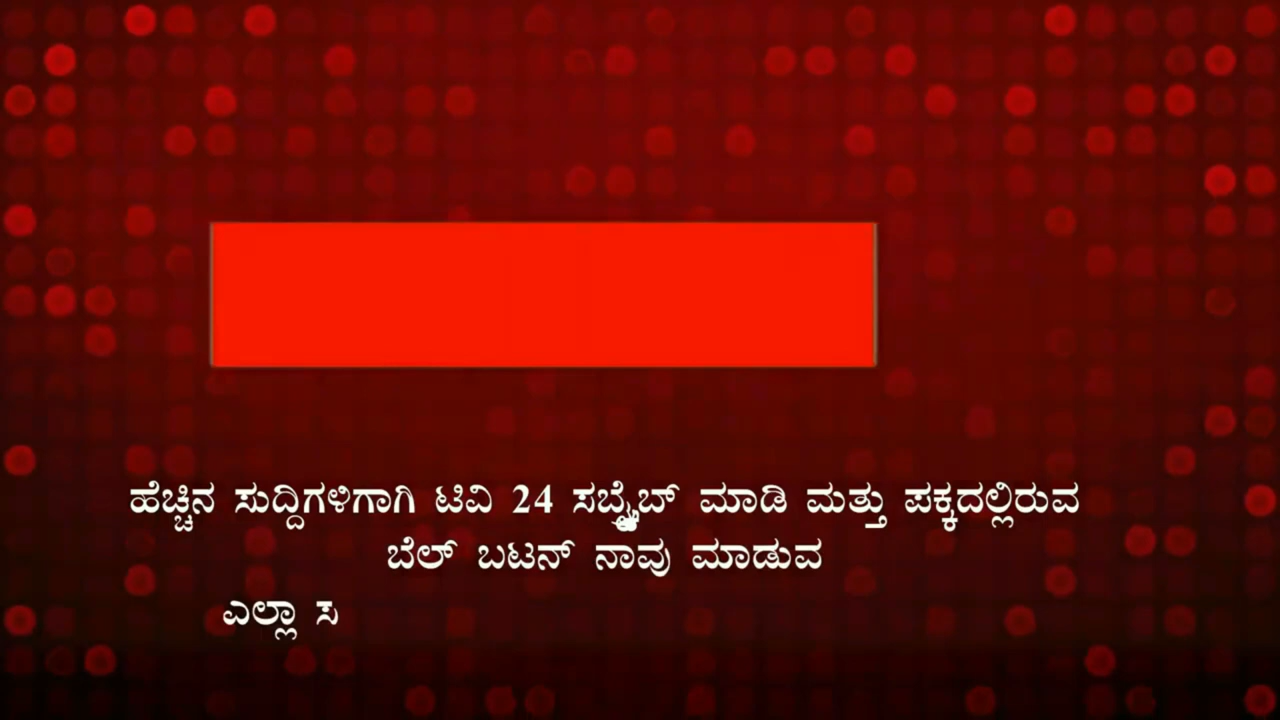 ಹೆಚ್ಚಿನ ಸುದ್ದಿಗಳಿಗಾಗಿ ಟಿವಿ 24 ಸಬ್ಸ್ಕ್ರೈಬ್ ಮಾಡಿ ಮತ್ತು ಪಕ್ಕದಲ್ಲಿರುವ
ಬೆಲ್ ಬಟನ್ ನಾವು ಮಾಡುವ
ಎಲ್ಲಾ ಸ